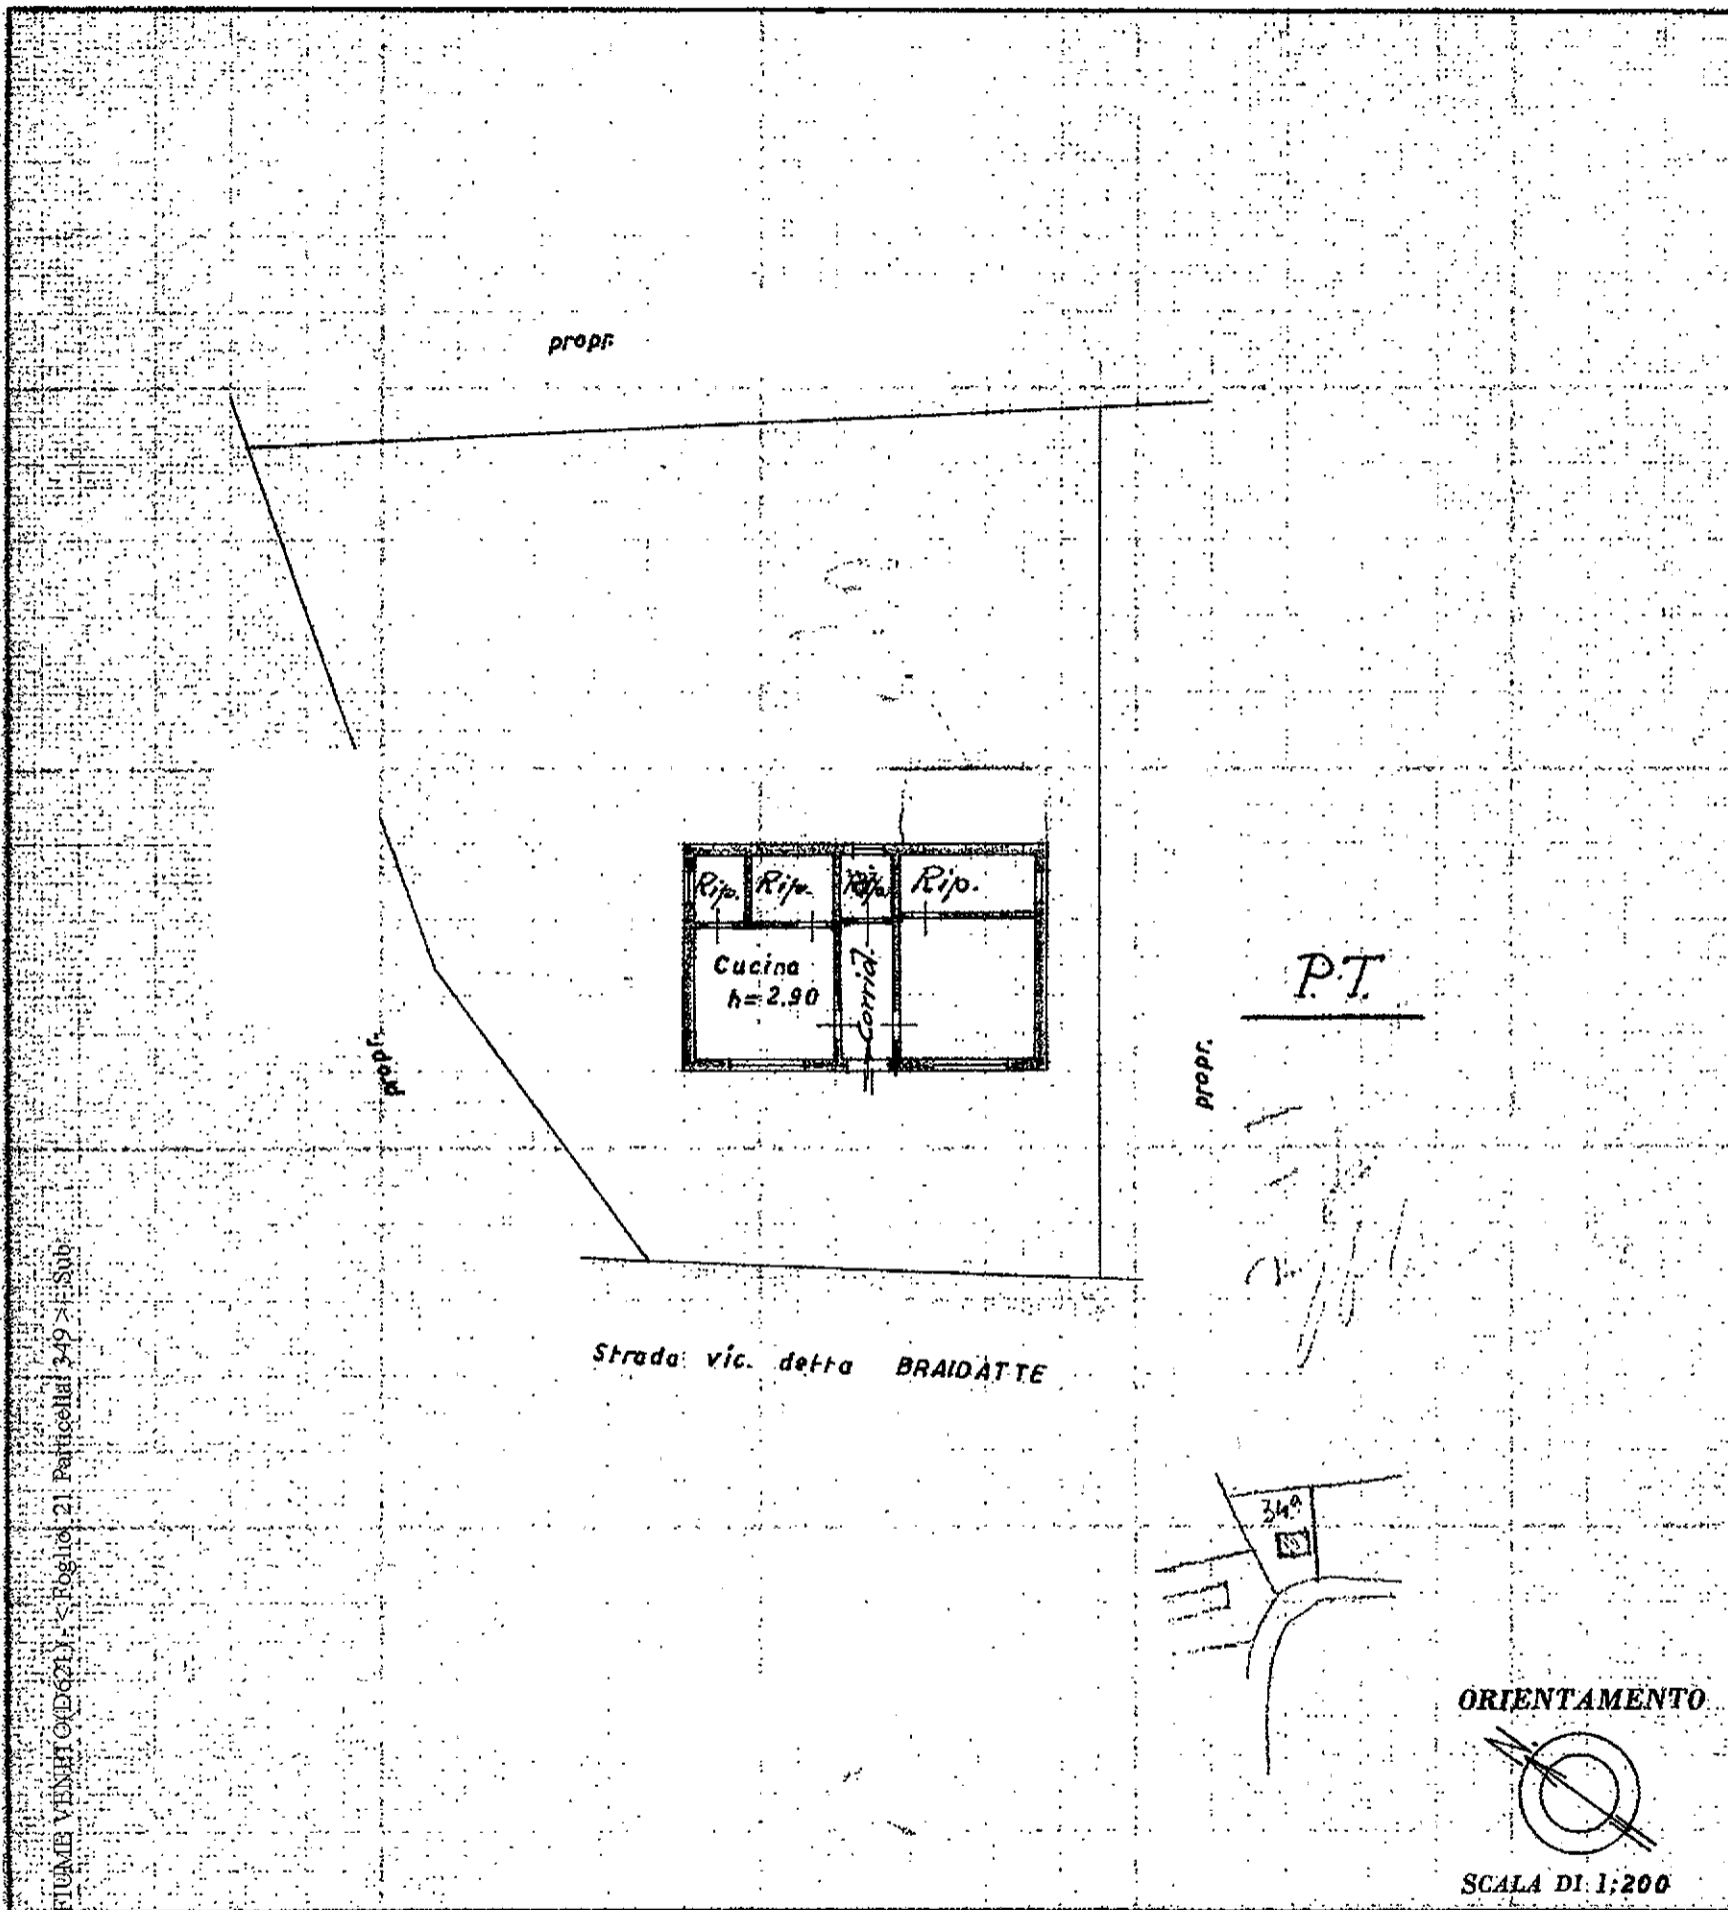 propr.
Rip. Rip. Rip. Rip.
Cucina
h=2.90
Corrid.
P.T.
propr.
propr.
Strada vic. detta BRAIDATTE
FIUME VENETO(D621) - < Foglio: 21 Particella: 349 > - Sub:
ORIENTAMENTO
SCALA DI 1:200